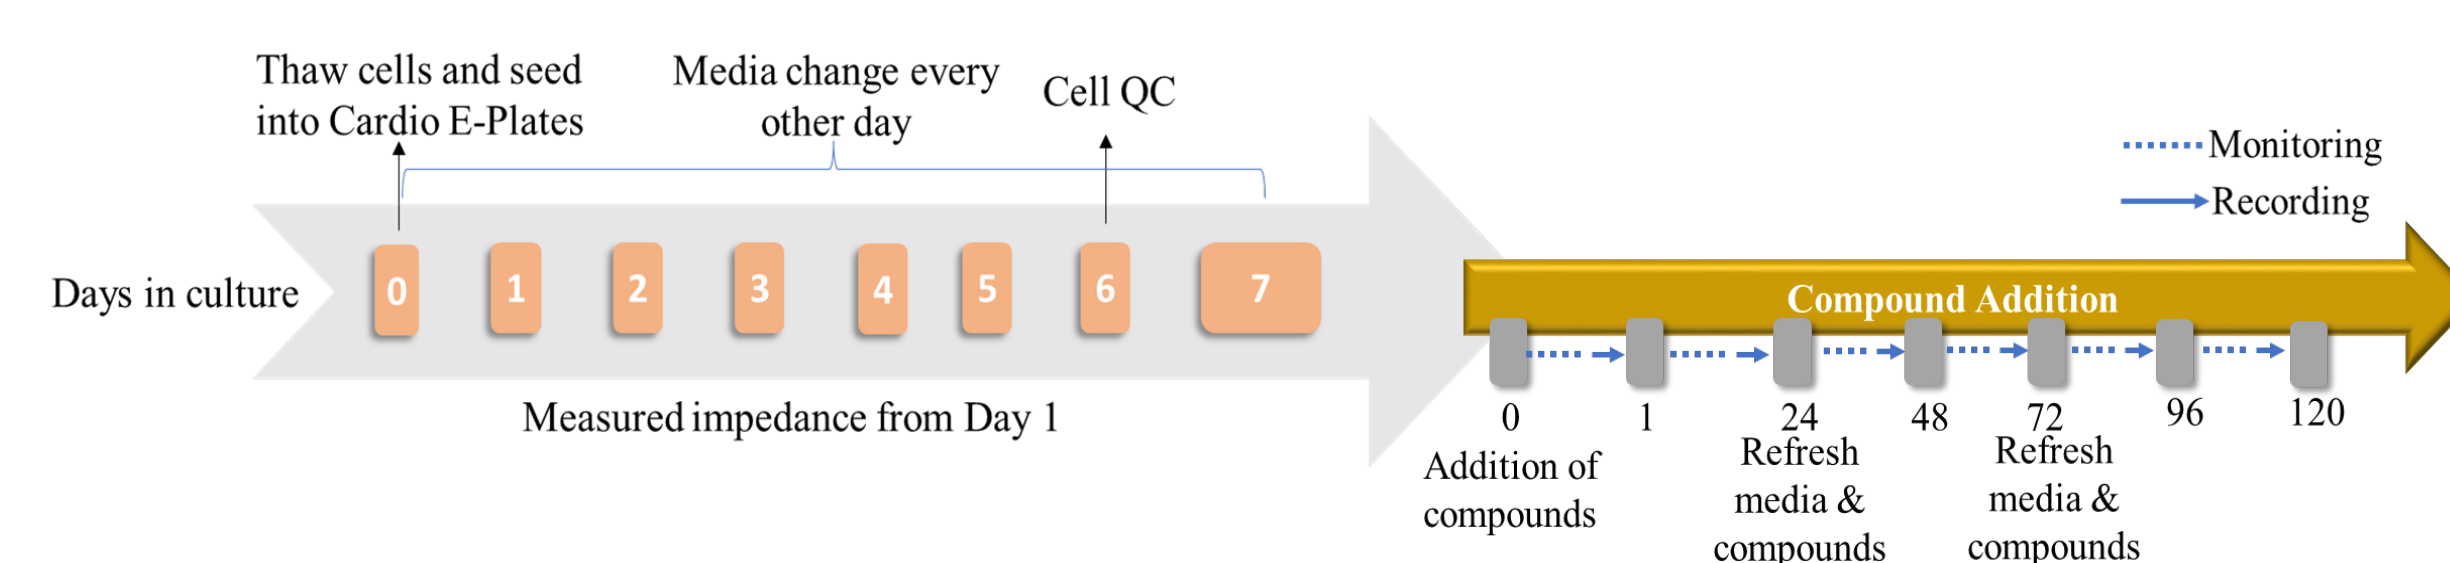 Thaw cells and seed
into Cardio E-Plates
Media change every
other day
Cell QC
Monitoring
Recording
Days in culture
0 1 2 3 4 5 6 7
Compound Addition
Measured impedance from Day 1
0 1 24 48 72 96 120
Addition of
compounds
Refresh
media &
compounds
Refresh
media &
compounds